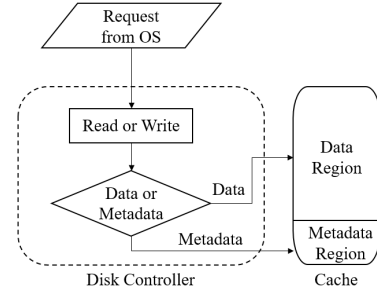 Request
from OS
Read or Write
Data or
Metadata
Data
Metadata
Data
Region
Metadata
Region
Disk Controller
Cache